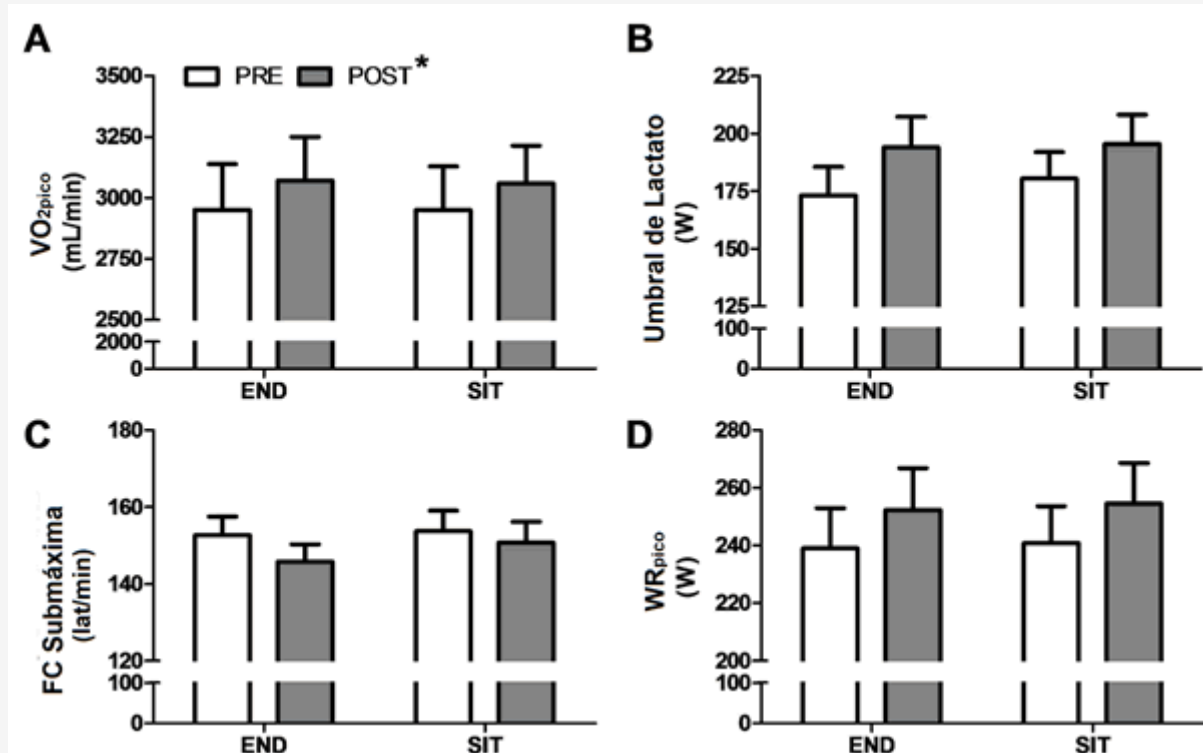 A
PRE POST*
3500
3250
3000
2750
2500
2000
0
VO2pico
(mL/min)
END SIT
B
225
200
175
150
125
100
0
Umbral de Lactato
(W)
END SIT
C
180
160
140
120
100
0
FC Submáxima
(lat/min)
END SIT
D
280
260
240
220
200
100
0
WRpico
(W)
END SIT